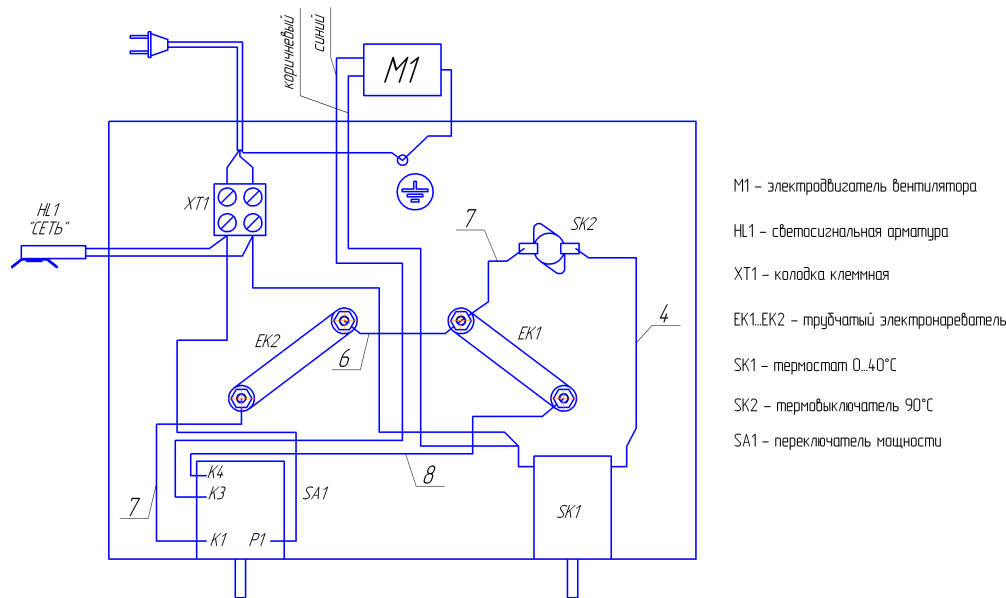 коричневый
синий
M1
XT1
HL1
"СЕТЬ"
7
SK2
EK2
EK1
4
6
8
7
K4
K3
SA1
K1
P1
SK1
M1 – электродвигатель вентилятора
HL1 – светосигнальная арматура
XT1 – колодка клеммная
EK1...EK2 – трубчатый электронареватель
SK1 – термостат 0...40°C
SK2 – термовыключатель 90°C
SA1 – переключатель мощности